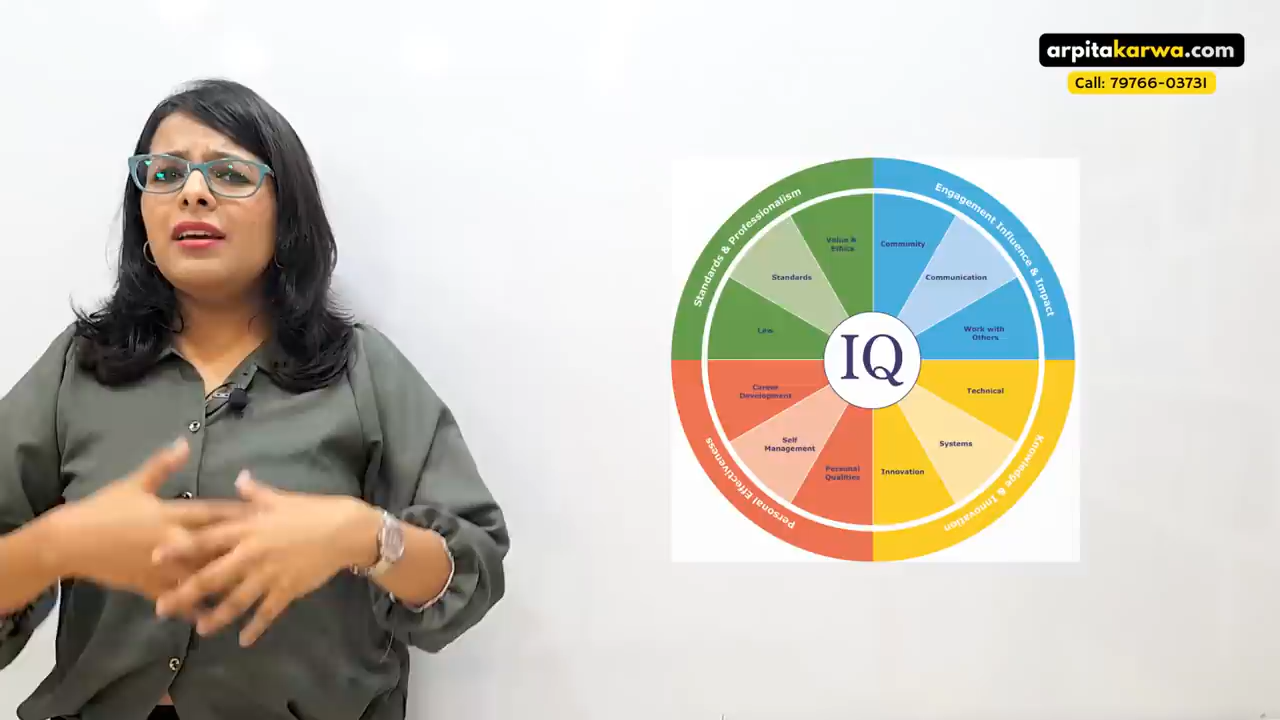 arpitakarwa.com
Call: 79766-03731
Standards & Professionalism
Engagement Influence & Impact
Value &
Ethics
Community
Standards
Communication
Law
Work with
Others
IQ
Career
Development
Technical
Self
Management
Systems
Personal
Qualities
Innovation
Personal Effectiveness
Knowledge & Innovation